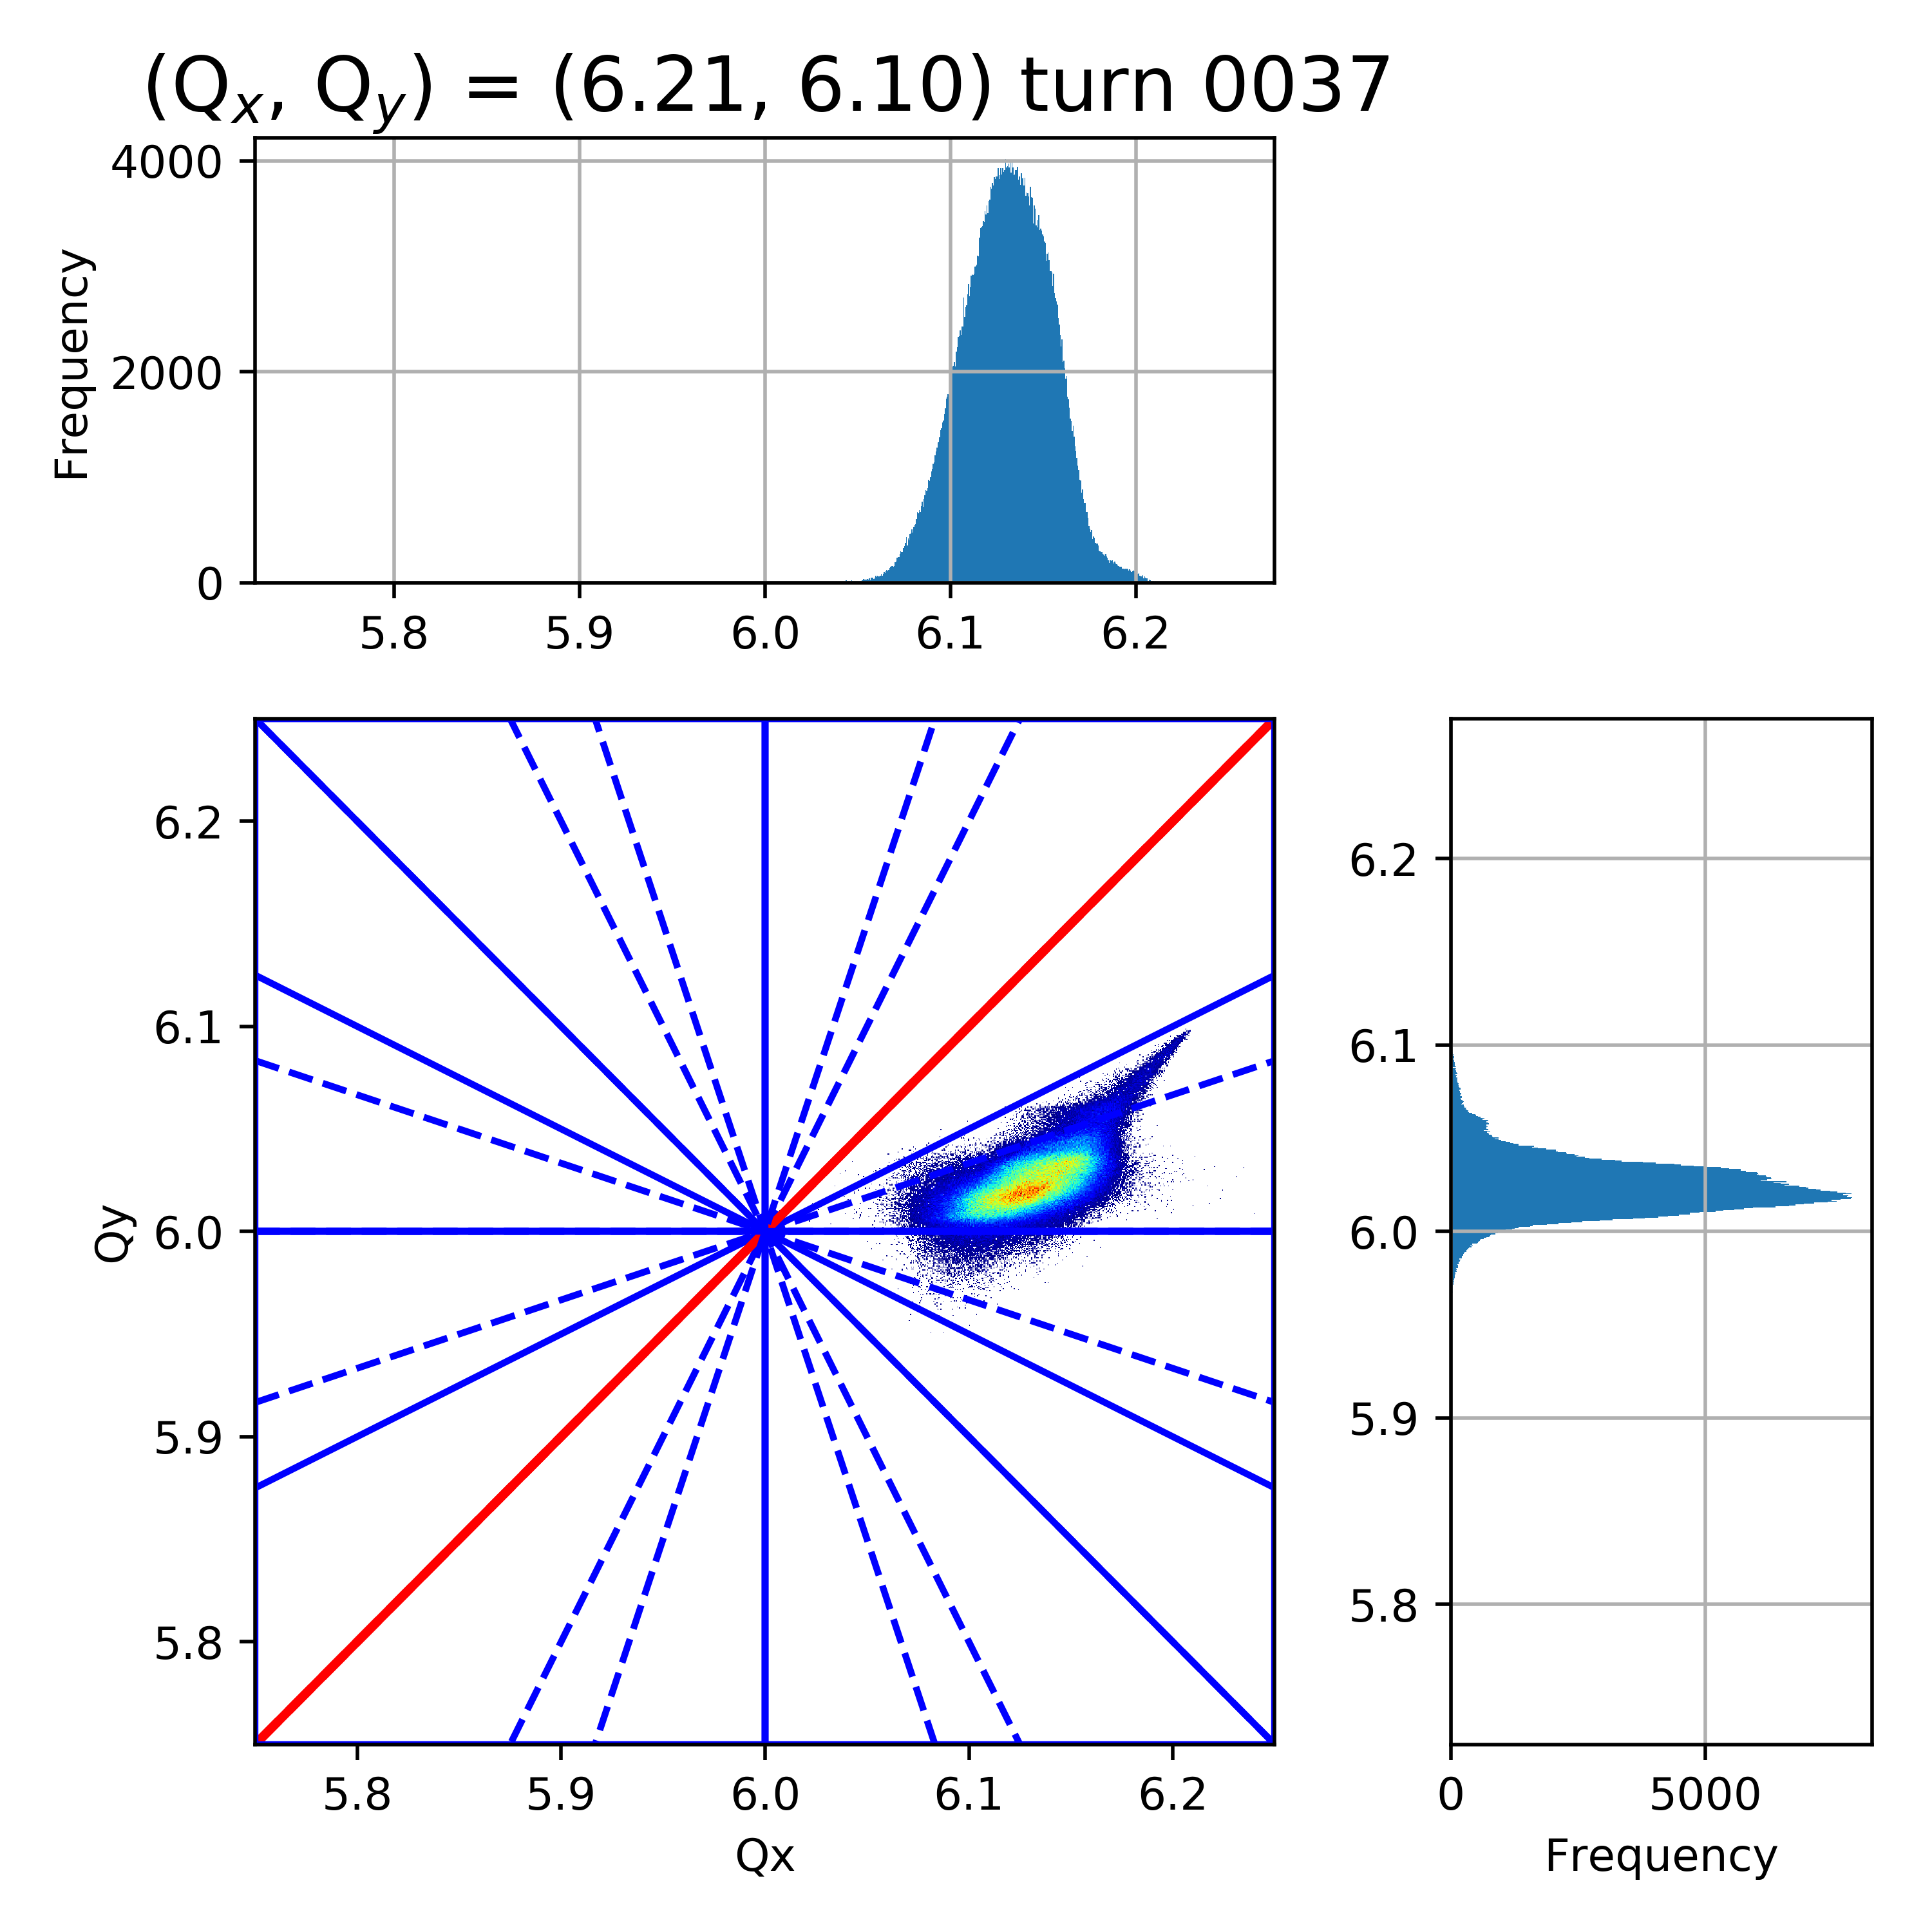 (Qx, Qy) = (6.21, 6.10) turn 0037
4000
2000
0
Frequency
5.8 5.9 6.0 6.1 6.2
6.2
6.1
6.0
5.9
5.8
Qy
5.8 5.9 6.0 6.1 6.2
Qx
6.2
6.1
6.0
5.9
5.8
0 5000
Frequency